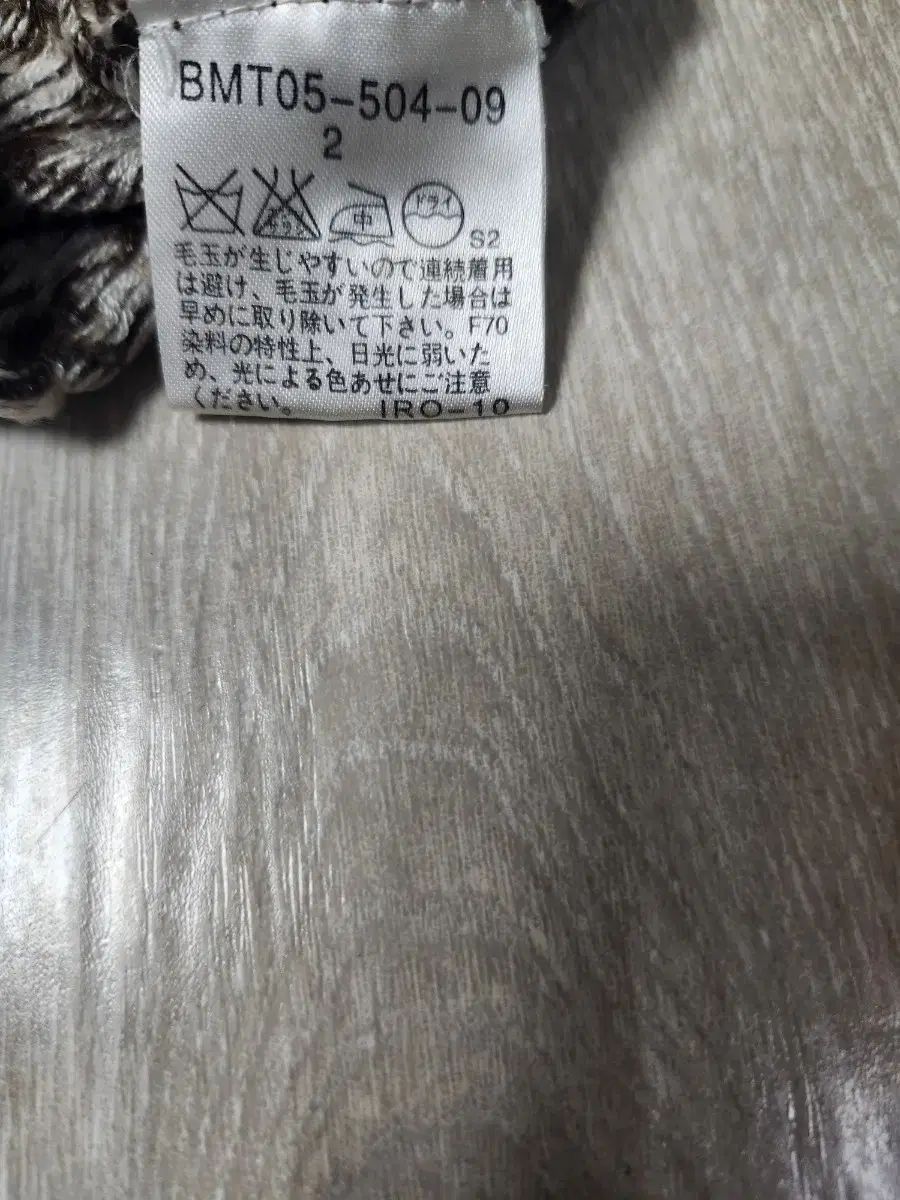 BMT05-504-09
2
中 ドライ
S2
毛玉が生じやすいので連続着用
は避け、毛玉が発生した場合は
早めに取り除いて下さい。F70
染料の特性上、日光に弱いた
め、光による色あせにご注意
ください。 IRO-10